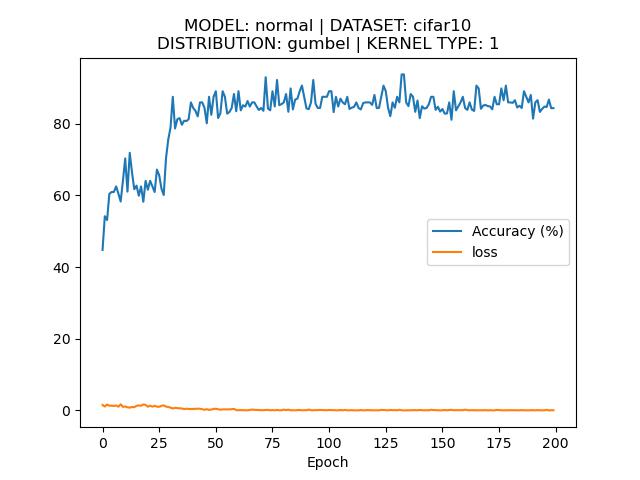 MODEL: normal | DATASET: cifar10
DISTRIBUTION: gumbel | KERNEL TYPE: 1
80
60
40
20
0
Accuracy (%)
loss
0 25 50 75 100 125 150 175 200
Epoch